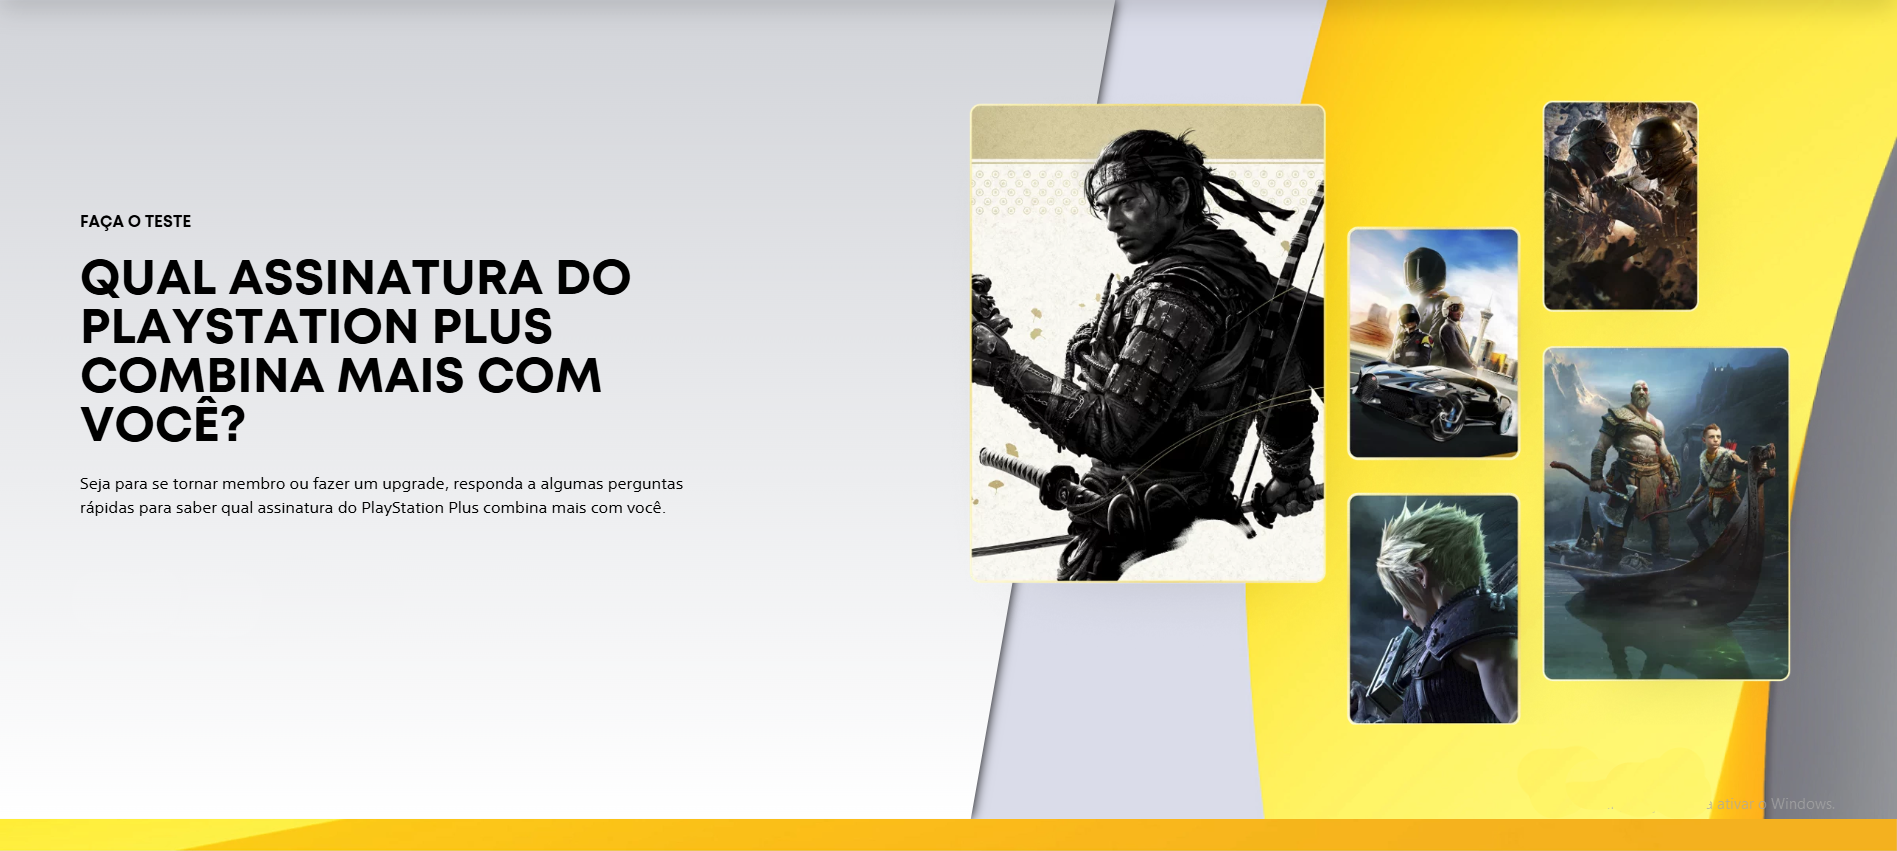 FAÇA O TESTE
QUAL ASSINATURA DO
PLAYSTATION PLUS
COMBINA MAIS COM
VOCÊ?
Seja para se tornar membro ou fazer um upgrade, responda a algumas perguntas
rápidas para saber qual assinatura do PlayStation Plus combina mais com você.
ativar o Windows.